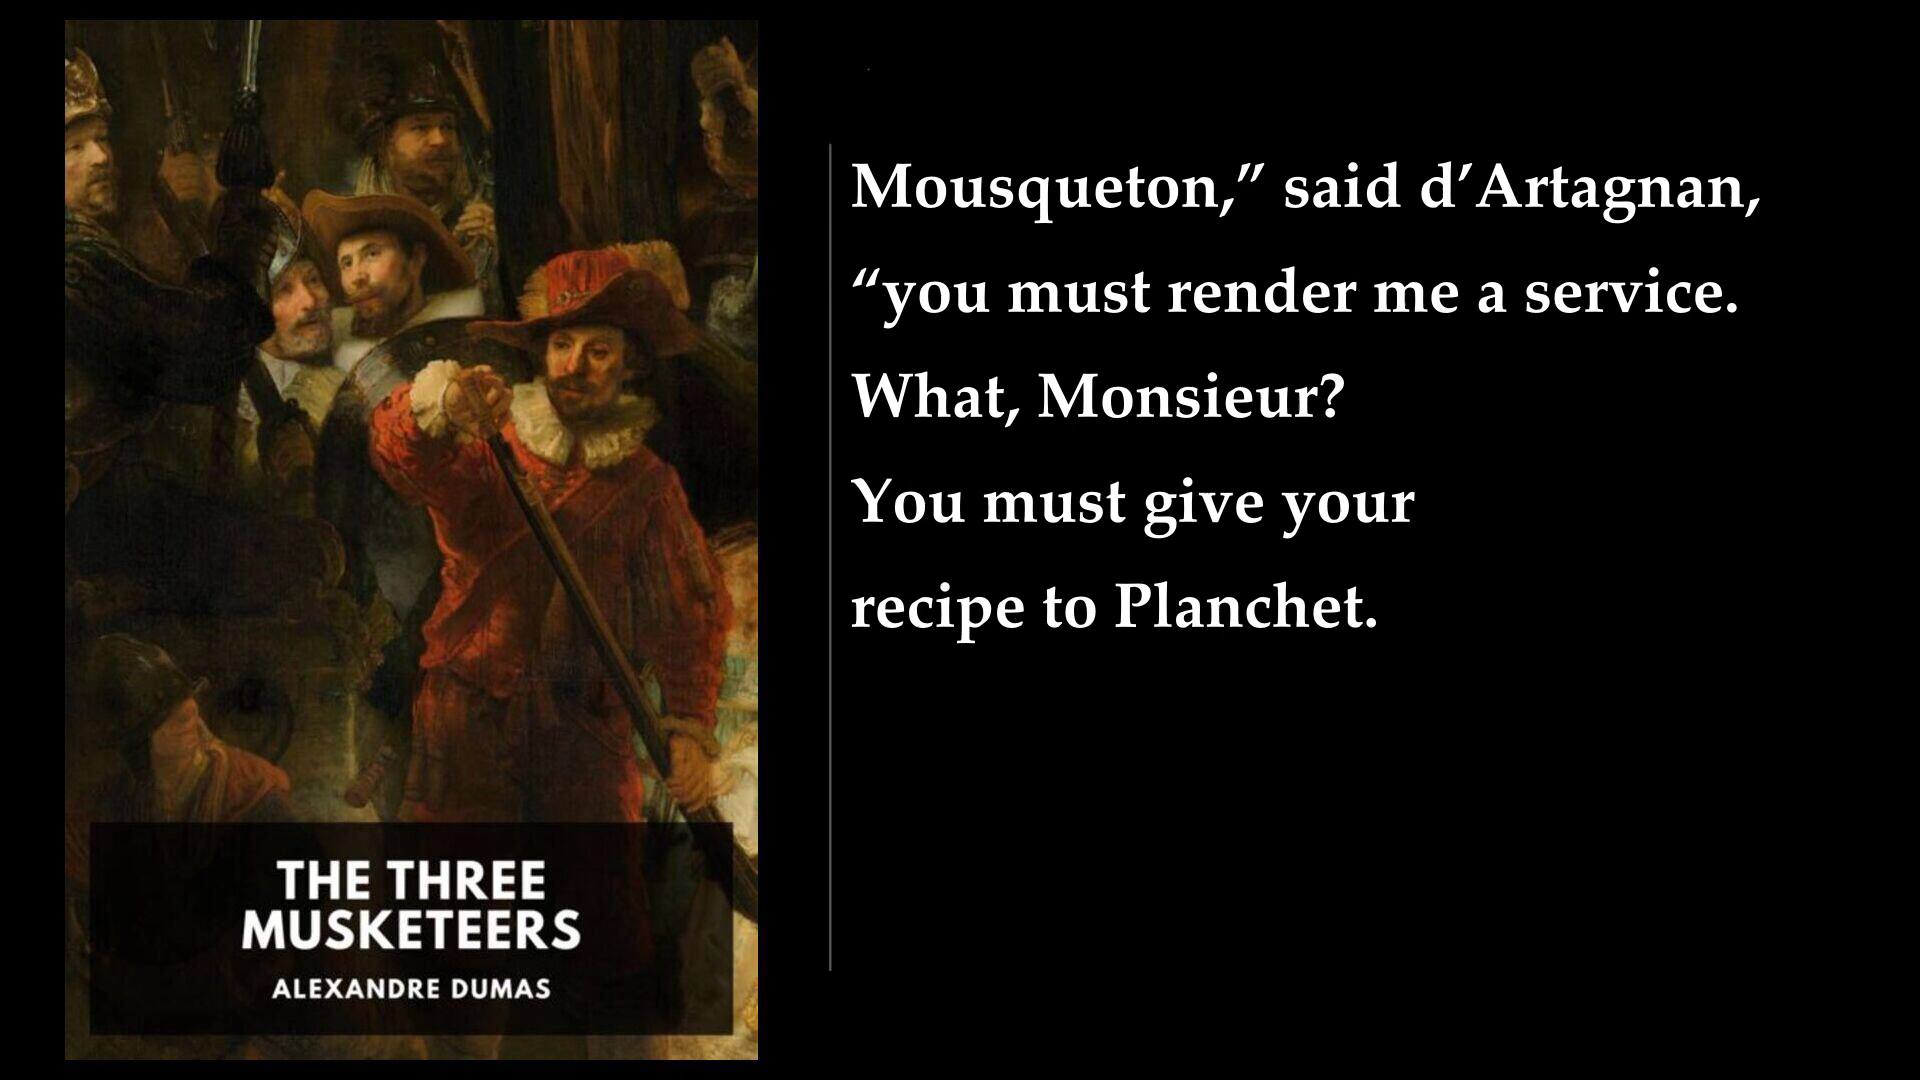 Mousqueton,” said d’Artagnan,
“you must render me a service.
What, Monsieur?
You must give your
recipe to Planchet.
THE THREE
MUSKETEERS
ALEXANDRE DUMAS